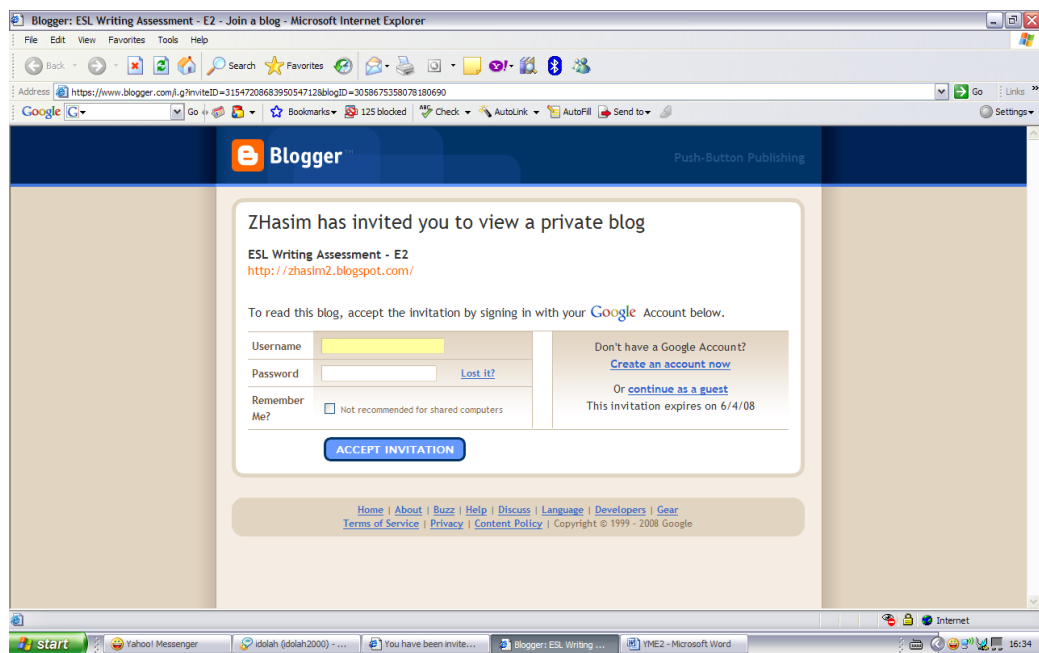 Blogger: ESL Writing Assessment - E2 - Join a blog - Microsoft Internet Explorer
File Edit View Favorites Tools Help
Back Search Favorites
Address https://www.blogger.com/i.g?inviteID=3154720868395054712&blogID=3058675358078180690 Go Links
Google G Go Bookmarks 125 blocked ABC Check AutoLink AutoFill Send to Settings
Blogger™ Push-Button Publishing
ZHasim has invited you to view a private blog
ESL Writing Assessment - E2
http://zhasim2.blogspot.com/
To read this blog, accept the invitation by signing in with your Google Account below.
Username
Password Lost it?
Remember Me? Not recommended for shared computers
ACCEPT INVITATION
Don't have a Google Account?
Create an account now
Or continue as a guest
This invitation expires on 6/4/08
Home | About | Buzz | Help | Discuss | Language | Developers | Gear
Terms of Service | Privacy | Content Policy | Copyright © 1999 - 2008 Google
Internet
start Yahoo! Messenger idolah (idolah2000) - ... You have been invite... Blogger: ESL Writing ... YME2 - Microsoft Word 16:34